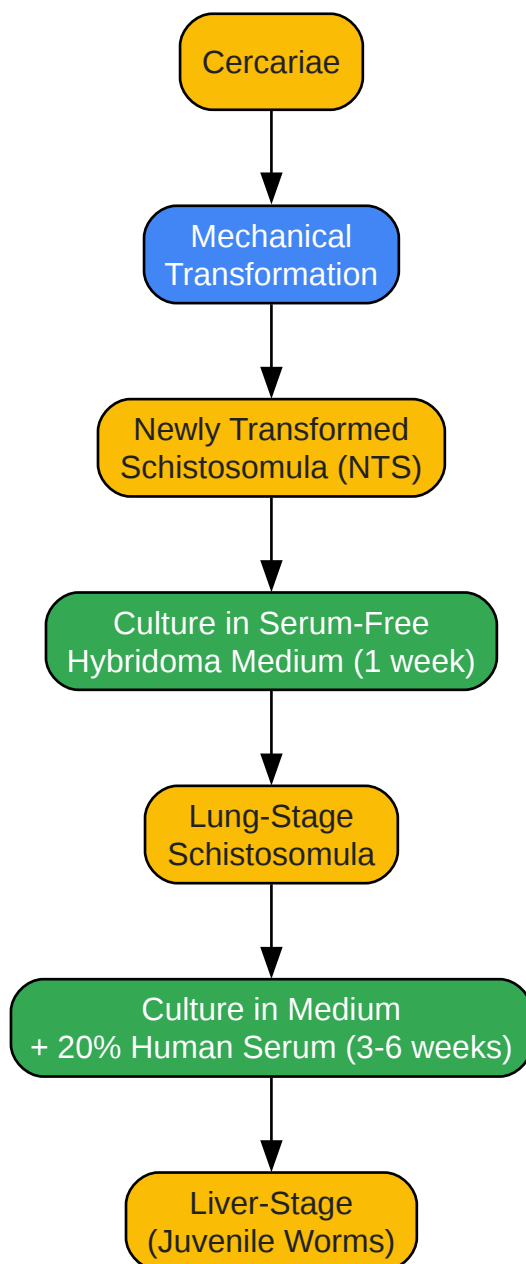 Cercariae
Mechanical
Transformation
Newly Transformed
Schistosomula (NTS)
Culture in Serum-Free
Hybridoma Medium (1 week)
Lung-Stage
Schistosomula
Culture in Medium
+ 20% Human Serum (3-6 weeks)
Liver-Stage
(Juvenile Worms)